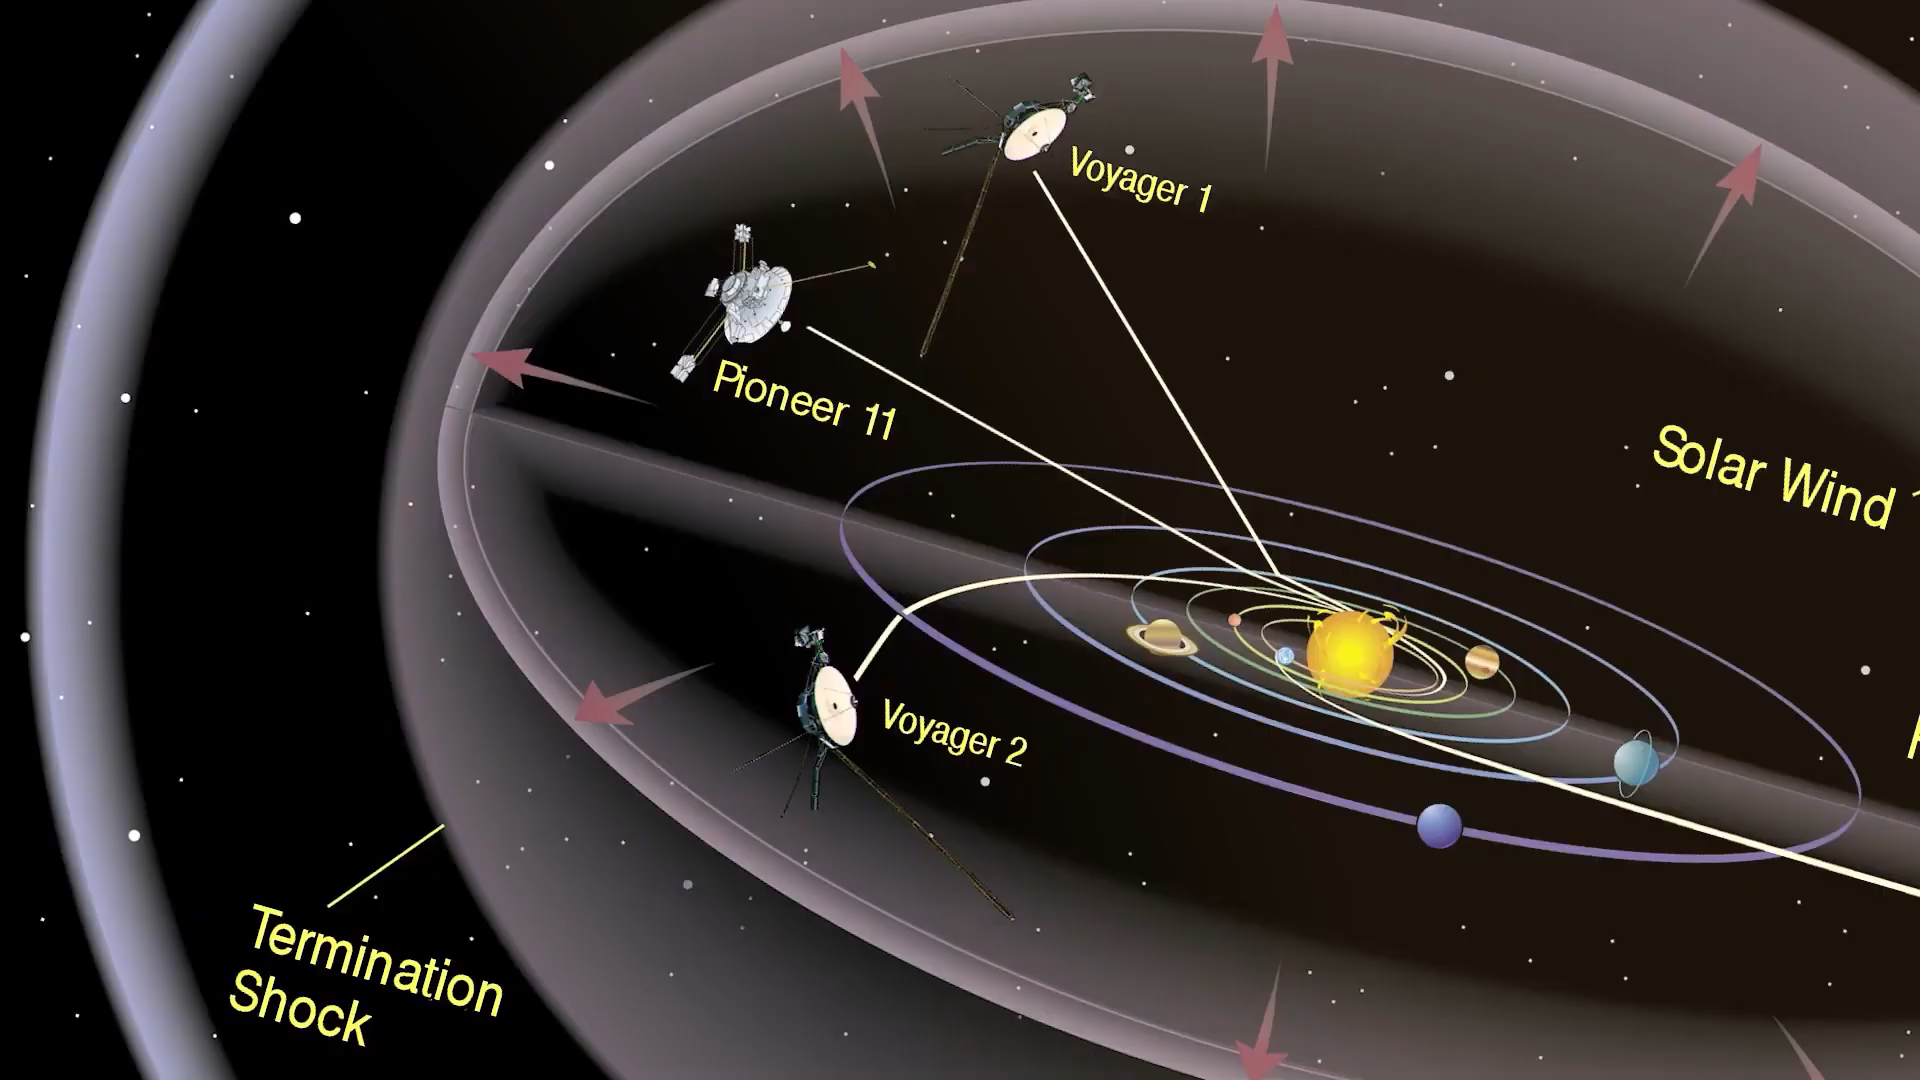 Voyager 1
Pioneer 11
Solar Wind
Voyager 2
Termination
Shock